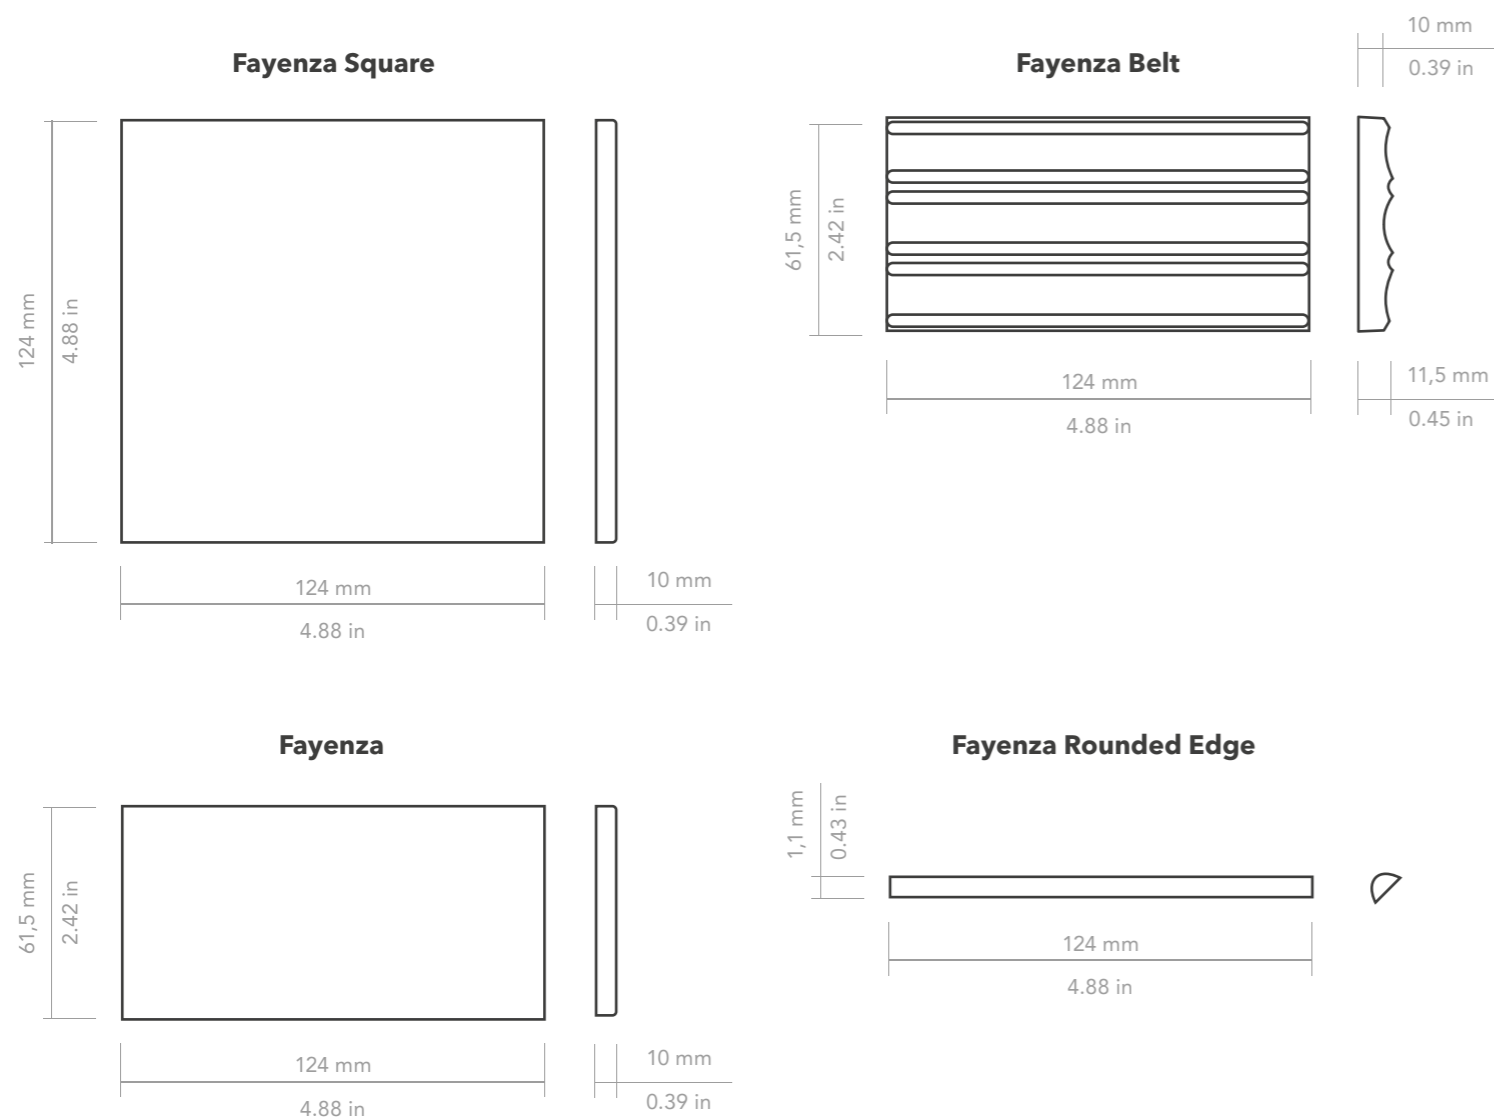 Fayenza Square
124 mm
4.88 in
124 mm
4.88 in
10 mm
0.39 in
Fayenza Belt
10 mm
0.39 in
61,5 mm
2.42 in
124 mm
4.88 in
11,5 mm
0.45 in
Fayenza
61,5 mm
2.42 in
124 mm
4.88 in
10 mm
0.39 in
Fayenza Rounded Edge
1,1 mm
0.43 in
124 mm
4.88 in